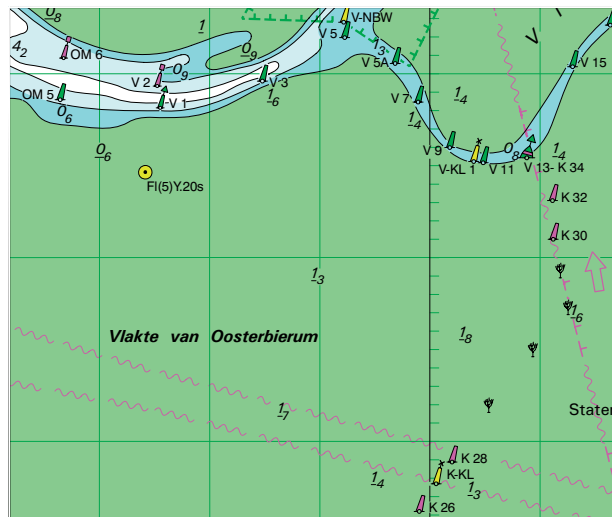 0₈
1
V-NBW
V 5
V
4₂
OM 6
0₉
1₃
V 2
0₉
V-3
V 5A
V 15
OM 5
V 1
1₆
V 7
1₄
0₆
1₄
0₆
V 9
0₈
1₄
V-KL 1
V 11
V 13- K 34
Fl(5)Y.20s
K 32
K 30
1₃
1₆
Vlakte van Oosterbierum
1₈
1₇
Stater
K 28
K-KL
1₄
1₃
K 26